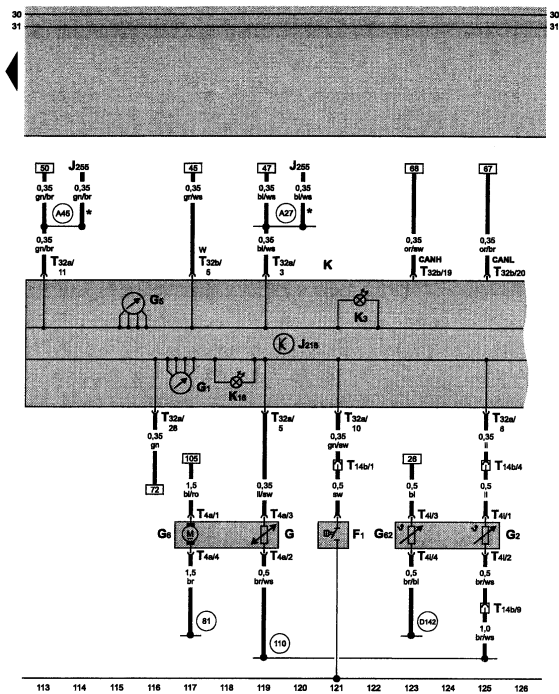 30 30
31 31
50 J255 45 47 J255 68 67
0,35 0,35 0,35 0,35 0,35 0,35 0,35
gn/br gn/br gr/ws bl/ws bl/ws or/sw or/br
A45 * A27 *
0,35 0,35
gn/br W bl/ws CANH CANL
T32a/ T32b/ T32a/ K T32b/19 T32b/20
11 5 3
G5 K3
J218
G1 K16
T32a/ T32a/ T32a/ T32a/
28 5 10 6
0,35 0,35 0,35
gn gn/sw li
105 T14b/1 26 T14b/4
72
1,5 0,35 0,5 0,5 0,5
bl/ro li/sw sw bl li
T4a/1 T4a/3 T4l/3 T4l/1
G6 M G F1 G62 G2
T4a/4 T4a/2 T4l/4 T4l/2
1,5 0,5 0,5 0,5
br br/ws br/bl br/ws
81 D142 T14b/9
110 1,0
br/ws
113 114 115 116 117 118 119 120 121 122 123 124 125 126